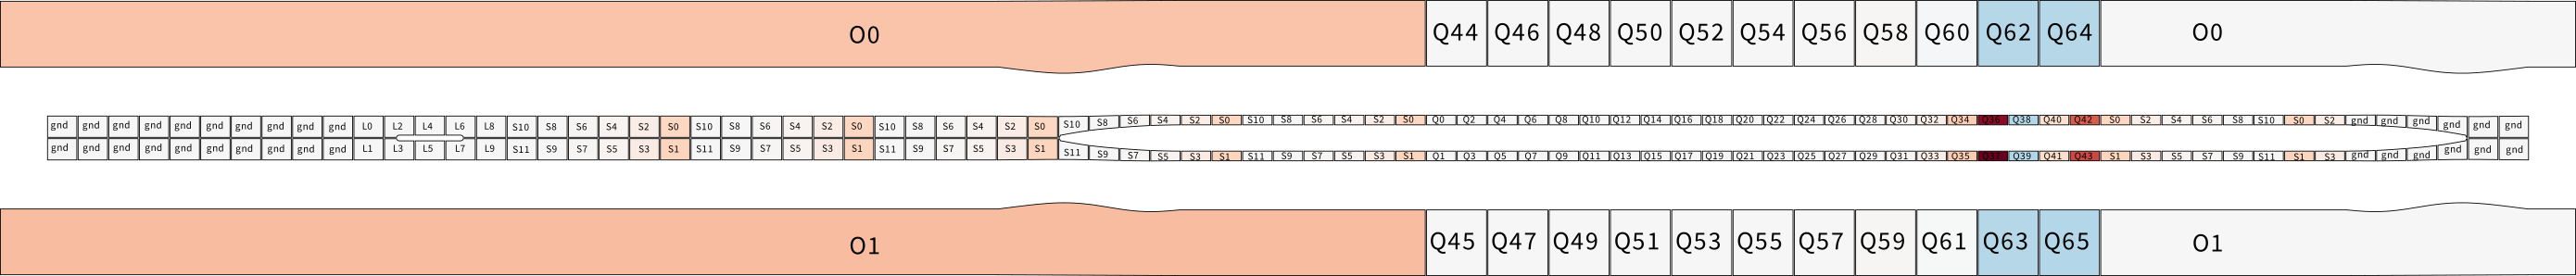 O0 Q44 Q46 Q48 Q50 Q52 Q54 Q56 Q58 Q60 Q62 Q64 O0
gnd gnd gnd gnd gnd gnd gnd gnd gnd gnd L0 L2 L4 L6 L8 S10 S8 S6 S4 S2 S0 S10 S8 S6 S4 S2 S0 S10 S8 S6 S4 S2 S0 S10 S8 S6 S4 S2 S0 S10 S8 S6 S4 S2 S0 Q0 Q2 Q4 Q6 Q8 Q10 Q12 Q14 Q16 Q18 Q20 Q22 Q24 Q26 Q28 Q30 Q32 Q34 Q36 Q38 Q40 Q42 S0 S2 S4 S6 S8 S10 S0 S2 gnd gnd gnd gnd gnd gnd
gnd gnd gnd gnd gnd gnd gnd gnd gnd gnd L1 L3 L5 L7 L9 S11 S9 S7 S5 S3 S1 S11 S9 S7 S5 S3 S1 S11 S9 S7 S5 S3 S1 S11 S9 S7 S5 S3 S1 S11 S9 S7 S5 S3 S1 Q1 Q3 Q5 Q7 Q9 Q11 Q13 Q15 Q17 Q19 Q21 Q23 Q25 Q27 Q29 Q31 Q33 Q35 Q37 Q39 Q41 Q43 S1 S3 S5 S7 S9 S11 S1 S3 gnd gnd gnd gnd gnd gnd
O1 Q45 Q47 Q49 Q51 Q53 Q55 Q57 Q59 Q61 Q63 Q65 O1